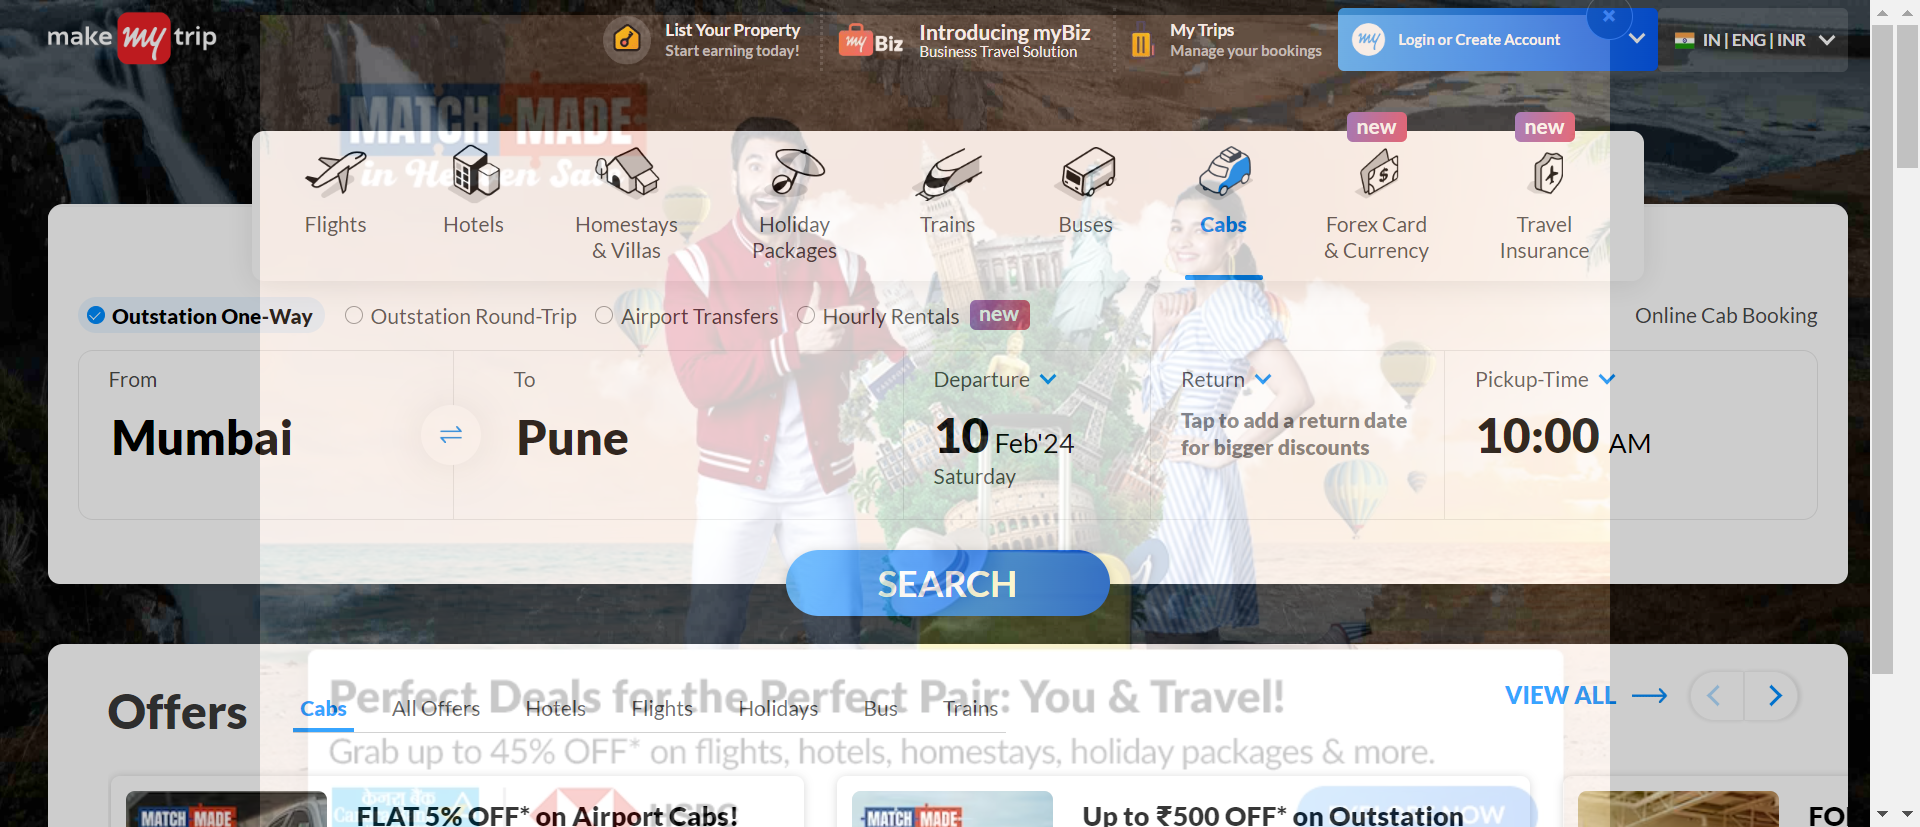 make my trip
List Your Property
Start earning today!
my Biz
Introducing myBiz
Business Travel Solution
My Trips
Manage your bookings
my
Login or Create Account
IN | ENG | INR
MATCH MADE
in Heaven Sale
new
new
Flights
Hotels
Homestays
& Villas
Holiday
Packages
Trains
Buses
Cabs
Forex Card
& Currency
Travel
Insurance
Outstation One-Way
Outstation Round-Trip
Airport Transfers
Hourly Rentals
new
Online Cab Booking
From
Mumbai
To
Pune
Departure
10 Feb'24
Saturday
Return
Tap to add a return date
for bigger discounts
Pickup-Time
10:00 AM
SEARCH
Perfect Deals for the Perfect Pair: You & Travel!
Offers
Cabs
All Offers
Hotels
Flights
Holidays
Bus
Trains
VIEW ALL
Grab up to 45% OFF* on flights, hotels, homestays, holiday packages & more.
MATCH MADE
FLAT 5% OFF* on Airport Cabs!
MATCH MADE
Up to ₹500 OFF* on Outstation
केनरा बैंक
HSBC
NOW
FO